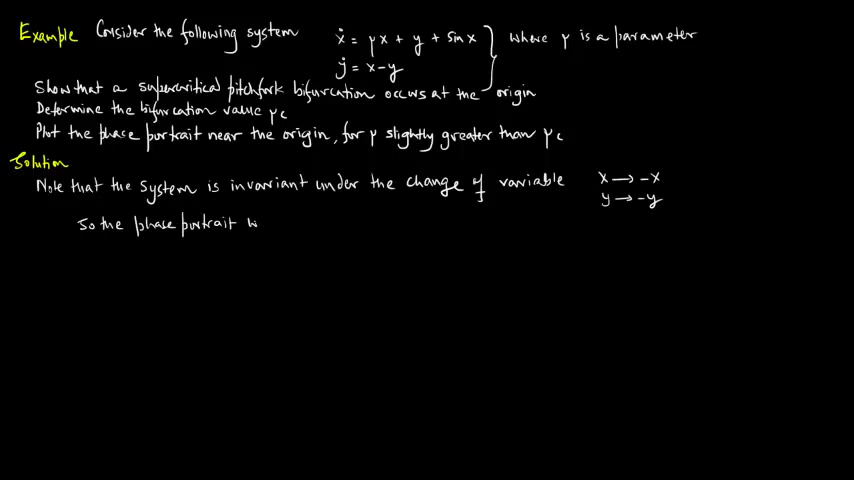 Example Consider the following system ẋ = μx + y + sin x } where μ is a parameter
ẏ = x - y
Show that a supercritical pitchfork bifurcation occurs at the origin
Determine the bifurcation value μc
Plot the phase portrait near the origin, for μ slightly greater than μc
Solution
Note that the system is invariant under the change of variable x → -x
y → -y
So the phase portrait